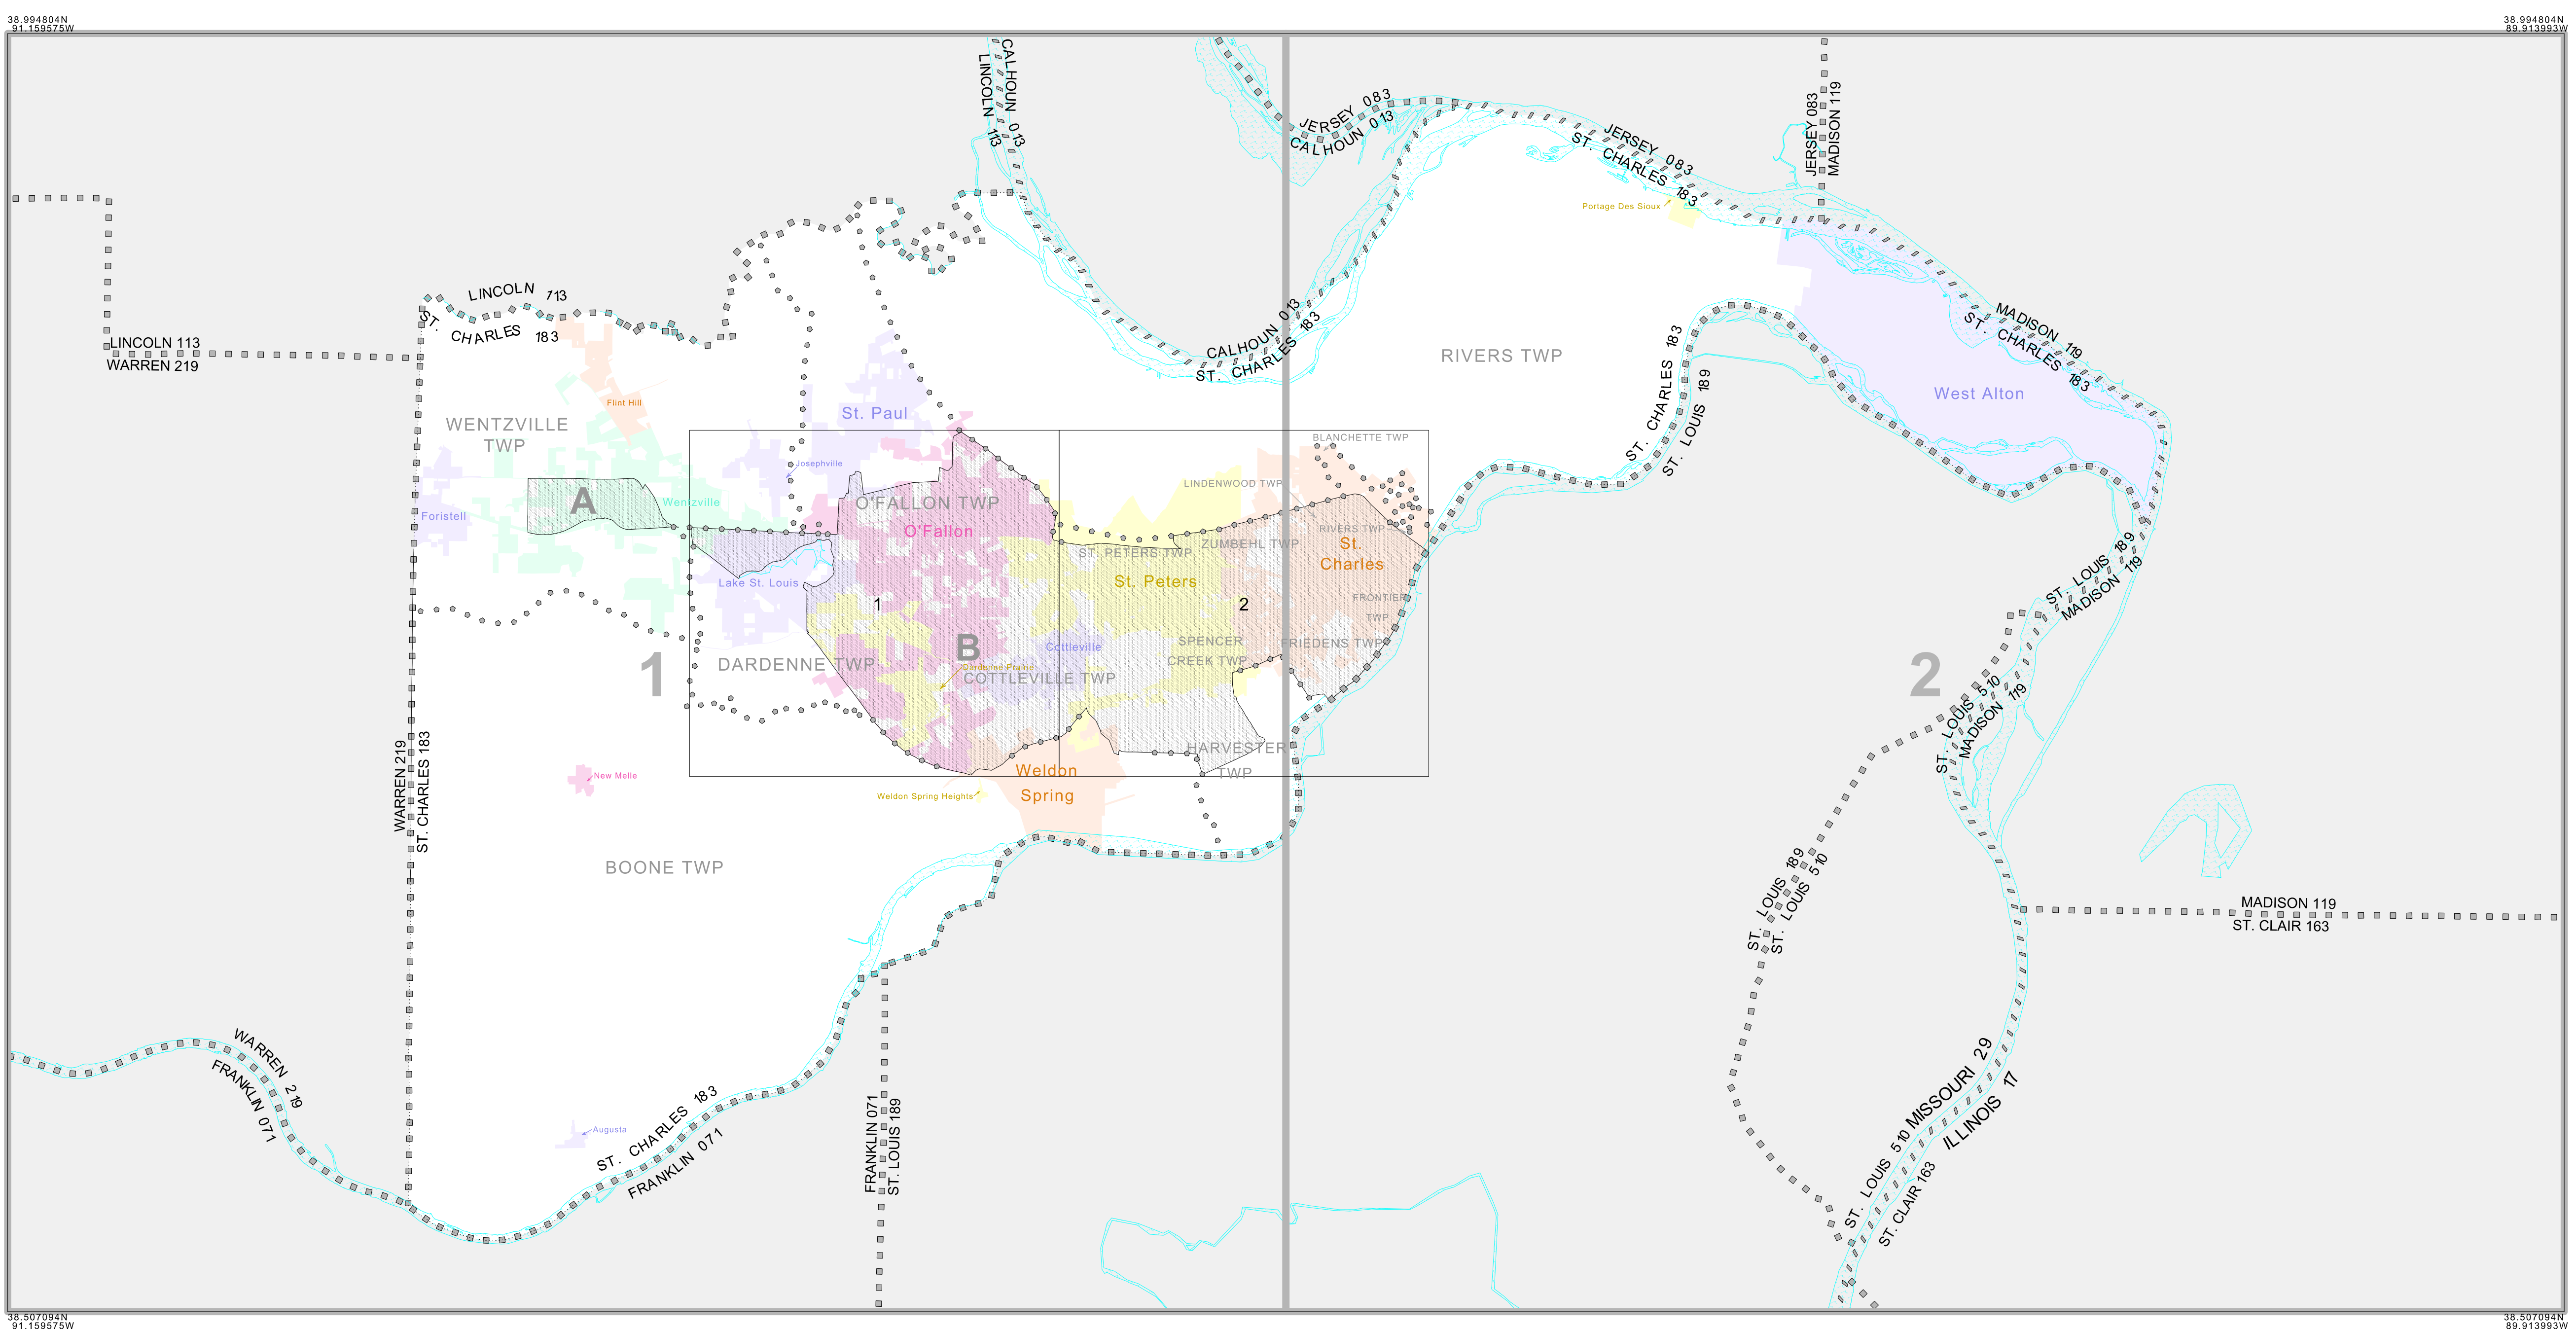 38.994804N
91.159575W
38.994804N
89.913993W
CALHOUN 013
LINCOLN 113
JERSEY 083
CALHOUN 013
JERSEY 083
ST. CHARLES 183
JERSEY 083
MADISON 119
Portage Des Sioux
LINCOLN 113
ST. CHARLES 183
LINCOLN 113
WARREN 219
CALHOUN 013
ST. CHARLES 183
RIVERS TWP
ST. CHARLES 183
ST. LOUIS 189
MADISON 119
ST. CHARLES 183
West Alton
Flint Hill
St. Paul
WENTZVILLE
TWP
BLANCHETTE TWP
Josephville
LINDENWOOD TWP
A
Wentzville
O'FALLON TWP
Foristell
O'Fallon
RIVERS TWP
ZUMBEHL TWP
St.
Charles
ST. PETERS TWP
Lake St. Louis
St. Peters
1
2
FRONTIER
TWP
ST. LOUIS 189
MADISON 119
B
Cottleville
SPENCER
CREEK TWP
FRIEDENS TWP
1
DARDENNE TWP
Dardenne Prairie
COTTLEVILLE TWP
2
ST. LOUIS 510
MADISON 119
HARVESTER
TWP
WARREN 219
ST. CHARLES 183
New Melle
Weldon
Spring
Weldon Spring Heights
BOONE TWP
ST. LOUIS 189
ST. LOUIS 510
MADISON 119
ST. CLAIR 163
WARREN 219
FRANKLIN 071
ST. CHARLES 183
FRANKLIN 071
Augusta
FRANKLIN 071
ST. LOUIS 189
MISSOURI 29
ILLINOIS 17
ST. LOUIS 510
ST. CLAIR 163
38.507094N
91.159575W
38.507094N
89.913993W